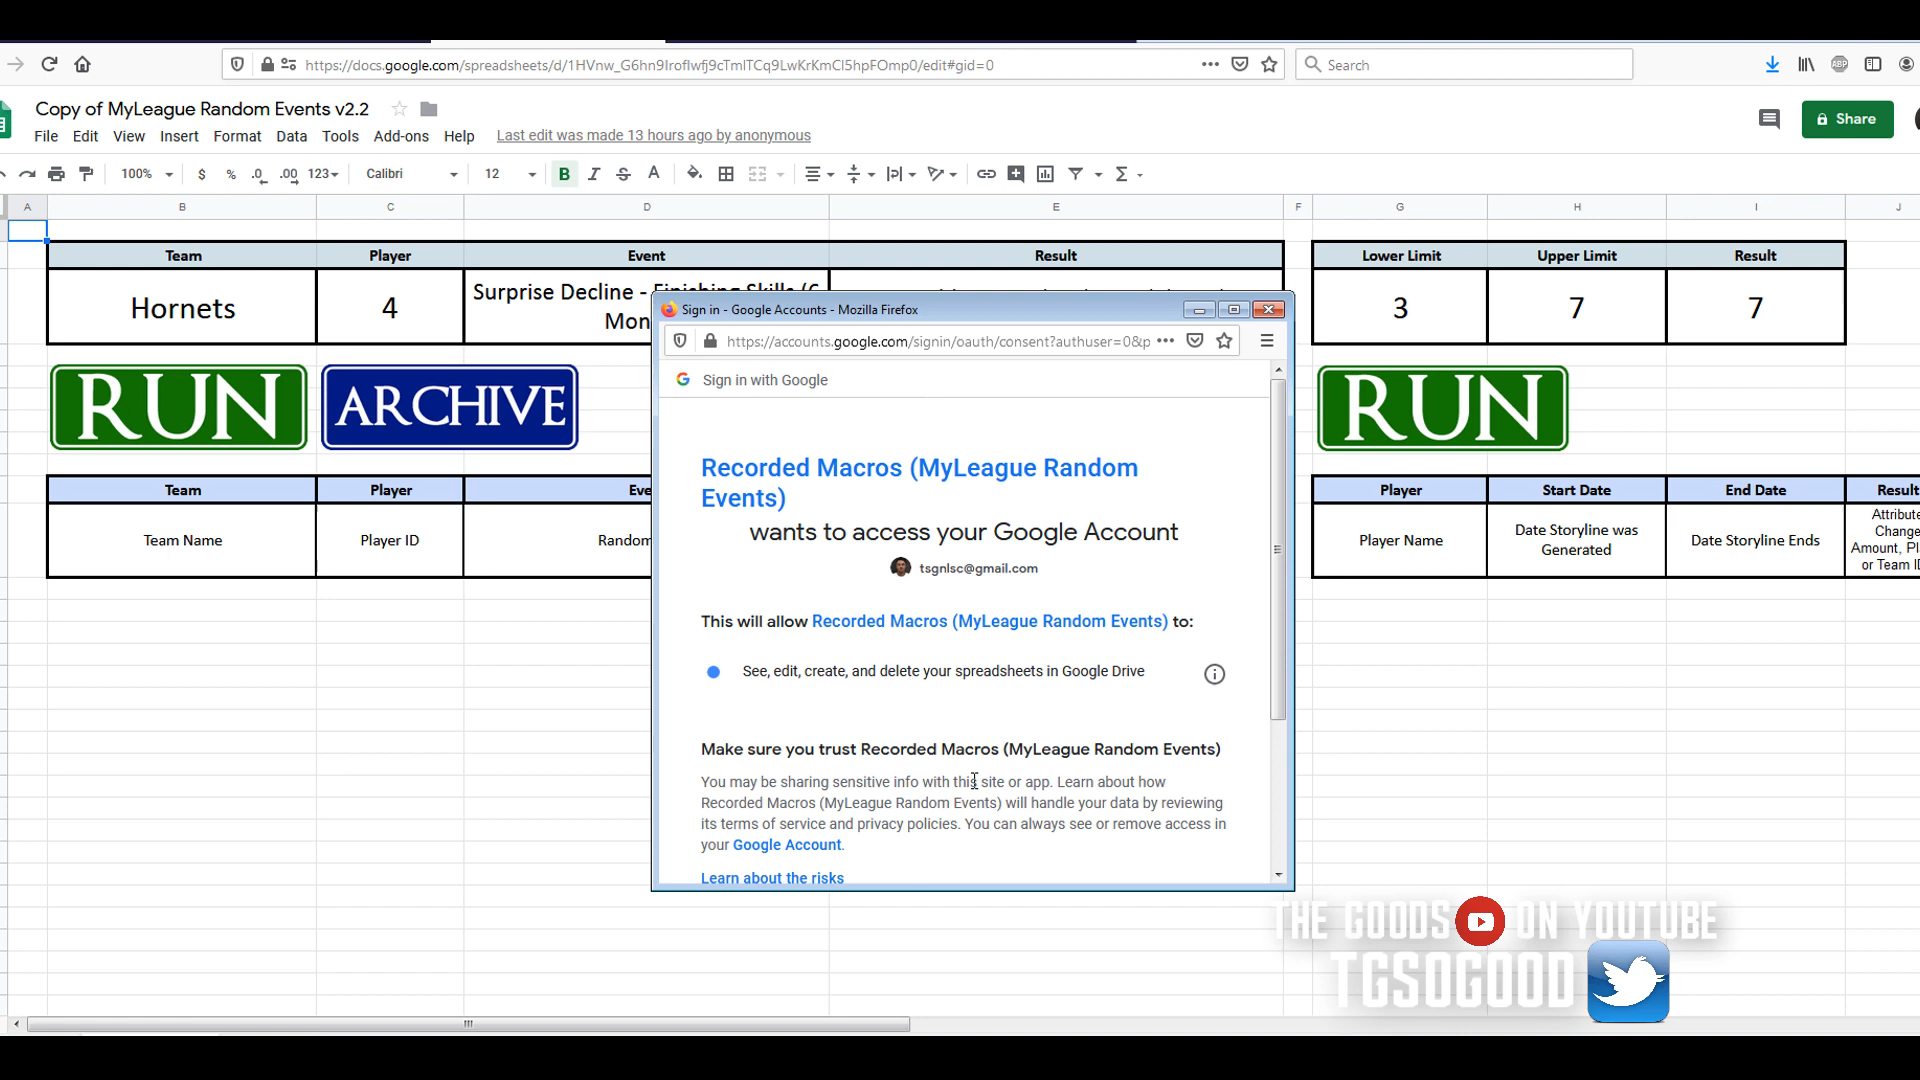 https://docs.google.com/spreadsheets/d/1HVnw_G6hn9Iroflwfj9cTmlTCq9LwKrKmCl5hpFOmp0/edit#gid=0
Search
Copy of MyLeague Random Events v2.2
File Edit View Insert Format Data Tools Add-ons Help Last edit was made 13 hours ago by anonymous
Share
100% $ % .0 .00 123 Calibri 12 B I S A
A B C D E F G H I J
Team Player Event Result Lower Limit Upper Limit Result
Hornets 4 Surprise Decline - Finishing Skills (6
Mon
3 7 7
RUN ARCHIVE RUN
Sign in - Google Accounts - Mozilla Firefox
https://accounts.google.com/signin/oauth/consent?authuser=0&p
Sign in with Google
Recorded Macros (MyLeague Random
Events)
wants to access your Google Account
tsgnlsc@gmail.com
This will allow Recorded Macros (MyLeague Random Events) to:
See, edit, create, and delete your spreadsheets in Google Drive
Make sure you trust Recorded Macros (MyLeague Random Events)
You may be sharing sensitive info with this site or app. Learn about how
Recorded Macros (MyLeague Random Events) will handle your data by reviewing
its terms of service and privacy policies. You can always see or remove access in
your Google Account.
Learn about the risks
Team Player Eve
Team Name Player ID Random
Player Start Date End Date Result
Player Name Date Storyline was
Generated
Date Storyline Ends
Attribute
Change
Amount, Pl
or Team ID
THE GOODS ON YOUTUBE
TGSOGOOD